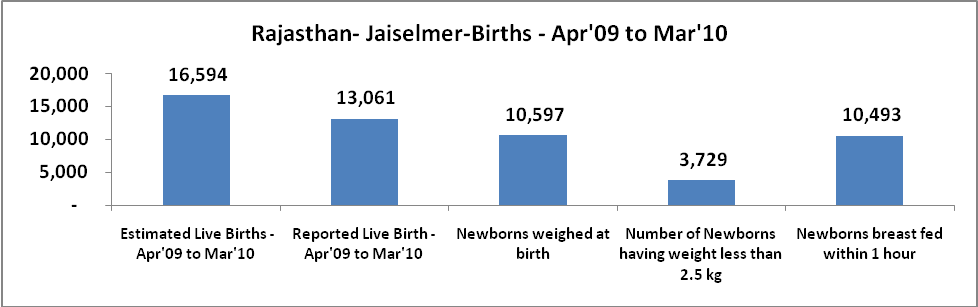 Rajasthan- Jaiselmer-Births - Apr'09 to Mar'10
20,000
15,000
10,000
5,000
-
16,594
13,061
10,597
3,729
10,493
Estimated Live Births -
Apr'09 to Mar'10
Reported Live Birth -
Apr'09 to Mar'10
Newborns weighed at
birth
Number of Newborns
having weight less than
2.5 kg
Newborns breast fed
within 1 hour